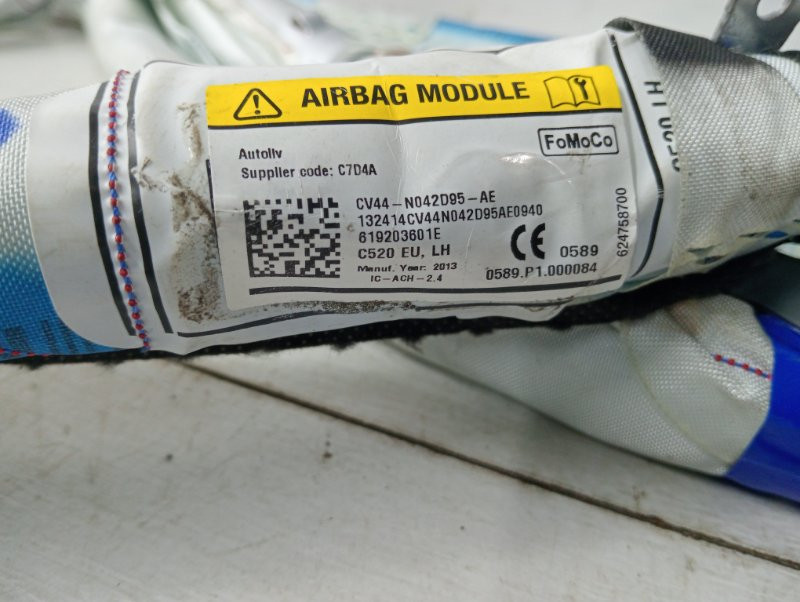 AIRBAG MODULE
FoMoCo
Autoliv
Supplier code: C7D4A
CV44-N042D95-AE
132414CV44N042D95AE0940
619203601E
C520 EU, LH
CE 0589
Manuf. Year: 2013
0589.P1.000084
IC-ACH-2.4
624758700